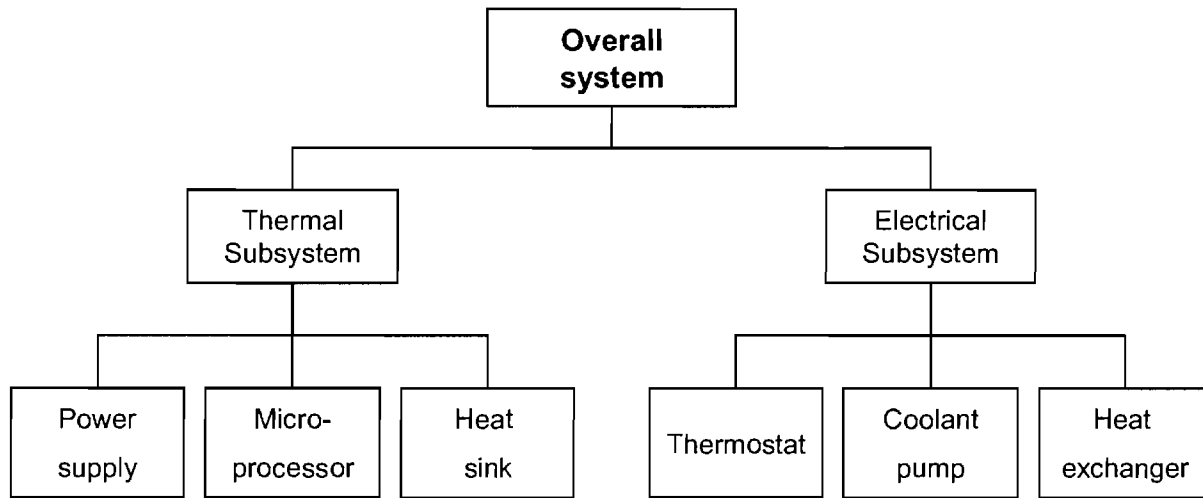 Overall
system
Thermal
Subsystem
Electrical
Subsystem
Power
supply
Micro-
processor
Heat
sink
Thermostat
Coolant
pump
Heat
exchanger